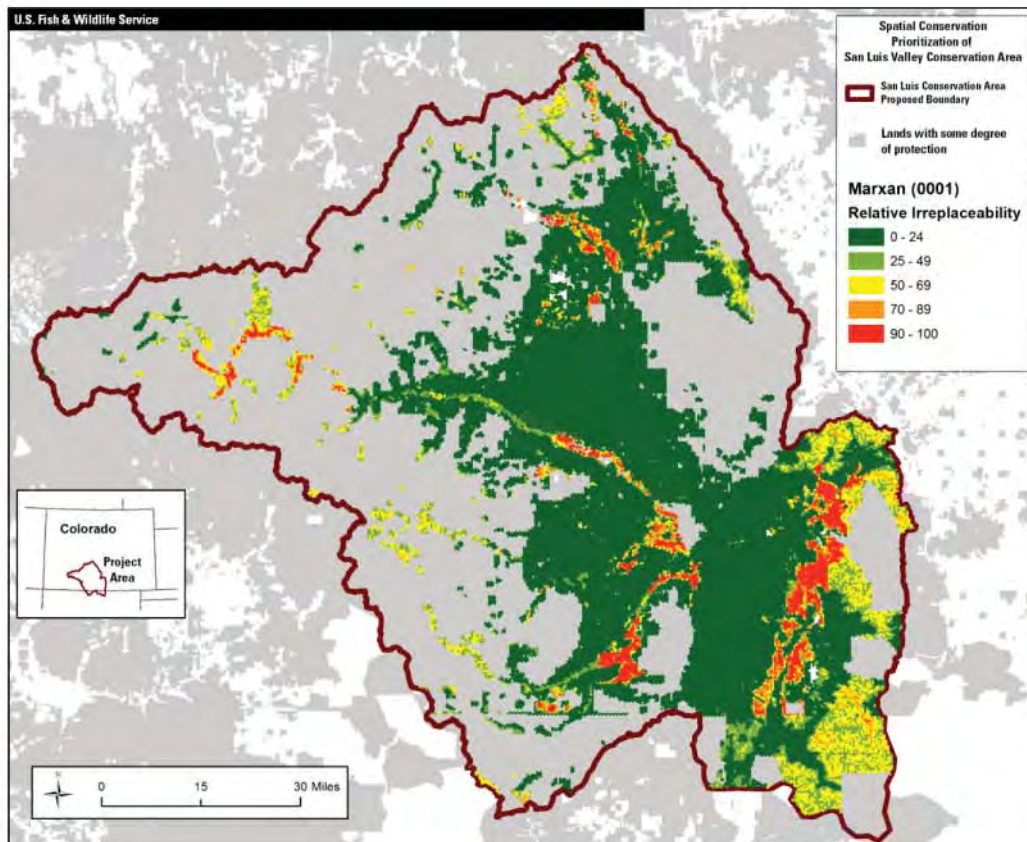 U.S. Fish & Wildlife Service
Spatial Conservation
Prioritization of
San Luis Valley Conservation Area
San Luis Conservation Area
Proposed Boundary
Lands with some degree
of protection
Marxan (0001)
Relative Irreplaceability
0 - 24
25 - 49
50 - 69
70 - 89
90 - 100
Colorado
Project
Area
N
0 15 30 Miles